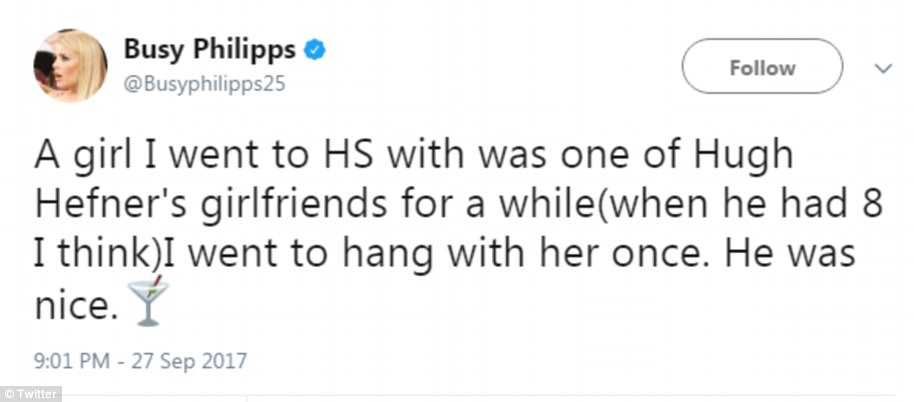 Busy Philipps
@Busyphilipps25
Follow
A girl I went to HS with was one of Hugh
Hefner's girlfriends for a while(when he had 8
I think)I went to hang with her once. He was
nice. 🍸
9:01 PM - 27 Sep 2017
© Twitter